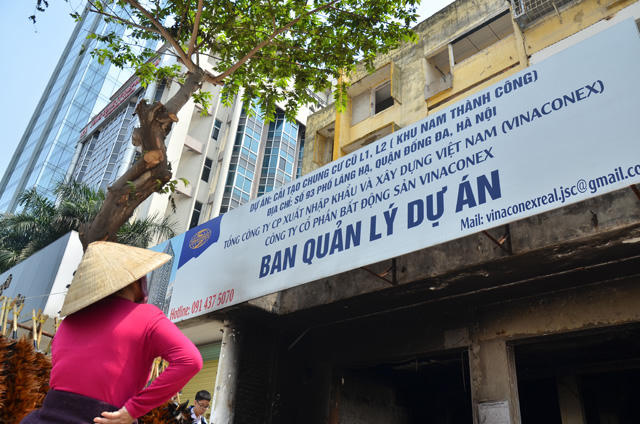 DỰ ÁN: CẢI TẠO CHUNG CƯ CŨ L1, L2 ( KHU NAM THÀNH CÔNG)
ĐỊA CHỈ: SỐ 93 PHỐ LÁNG HẠ, QUẬN ĐỐNG ĐA, HÀ NỘI
TỔNG CÔNG TY CP XUẤT NHẬP KHẨU VÀ XÂY DỰNG VIỆT NAM (VINACONEX)
CÔNG TY CỔ PHẦN BẤT ĐỘNG SẢN VINACONEX
BAN QUẢN LÝ DỰ ÁN
Hotline: 091 437 5070
Mail: vinaconexreal.jsc@gmail.co